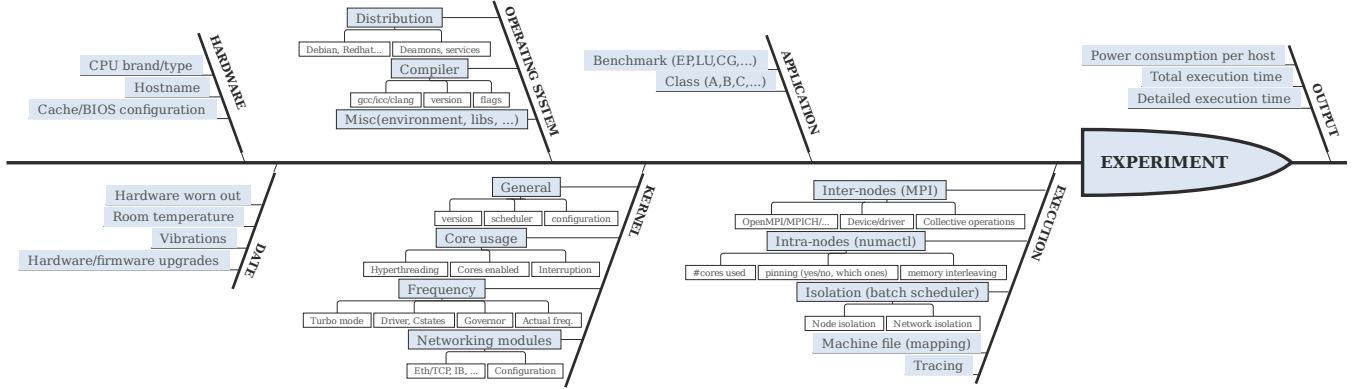 HARDWARE
CPU brand/type
Hostname
Cache/BIOS configuration
OPERATING SYSTEM
Distribution
Debian, Redhat... Deamons, services
Compiler
gcc/icc/clang version flags
Misc(environment, libs, ...)
APPLICATION
Benchmark (EP,LU,CG,...)
Class (A,B,C,...)
OUTPUT
Power consumption per host
Total execution time
Detailed execution time
EXPERIMENT
DATE
Hardware worn out
Room temperature
Vibrations
Hardware/firmware upgrades
KERNEL
General
version scheduler configuration
Core usage
Hyperthreading Cores enabled Interruption
Frequency
Turbo mode Driver, Cstates Governor Actual freq.
Networking modules
Eth/TCP, IB, ... Configuration
EXECUTION
Inter-nodes (MPI)
OpenMPI/MPICH/... Device/driver Collective operations
Intra-nodes (numactl)
#cores used pinning (yes/no, which ones) memory interleaving
Isolation (batch scheduler)
Node isolation Network isolation
Machine file (mapping)
Tracing